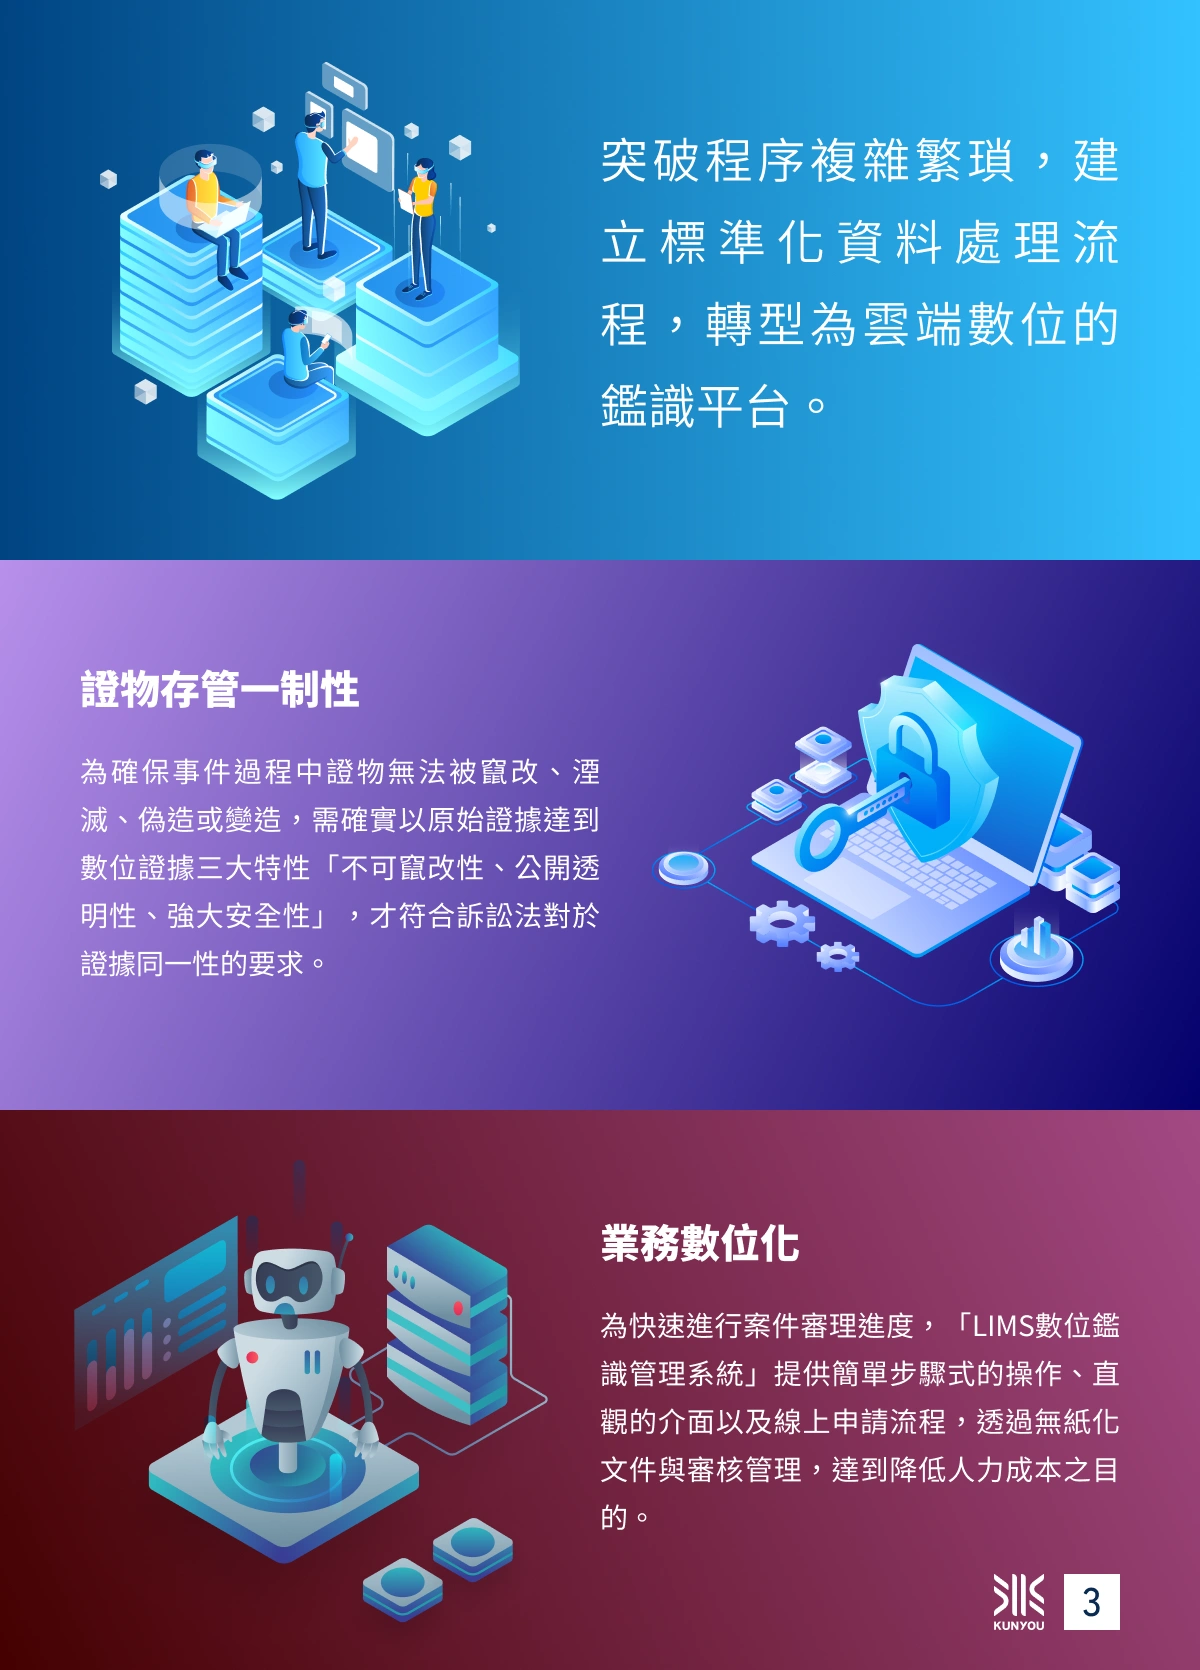 突破程序複雜繁瑣，建
立標準化資料處理流
程，轉型為雲端數位的
鑑識平台。
證物存管一制性
為確保事件過程中證物無法被竄改、湮
滅、偽造或變造，需確實以原始證據達到
數位證據三大特性「不可竄改性、公開透
明性、強大安全性」，才符合訴訟法對於
證據同一性的要求。
業務數位化
為快速進行案件審理進度，「LIMS數位鑑
識管理系統」提供簡單步驟式的操作、直
觀的介面以及線上申請流程，透過無紙化
文件與審核管理，達到降低人力成本之目
的。
KUNYOU
3